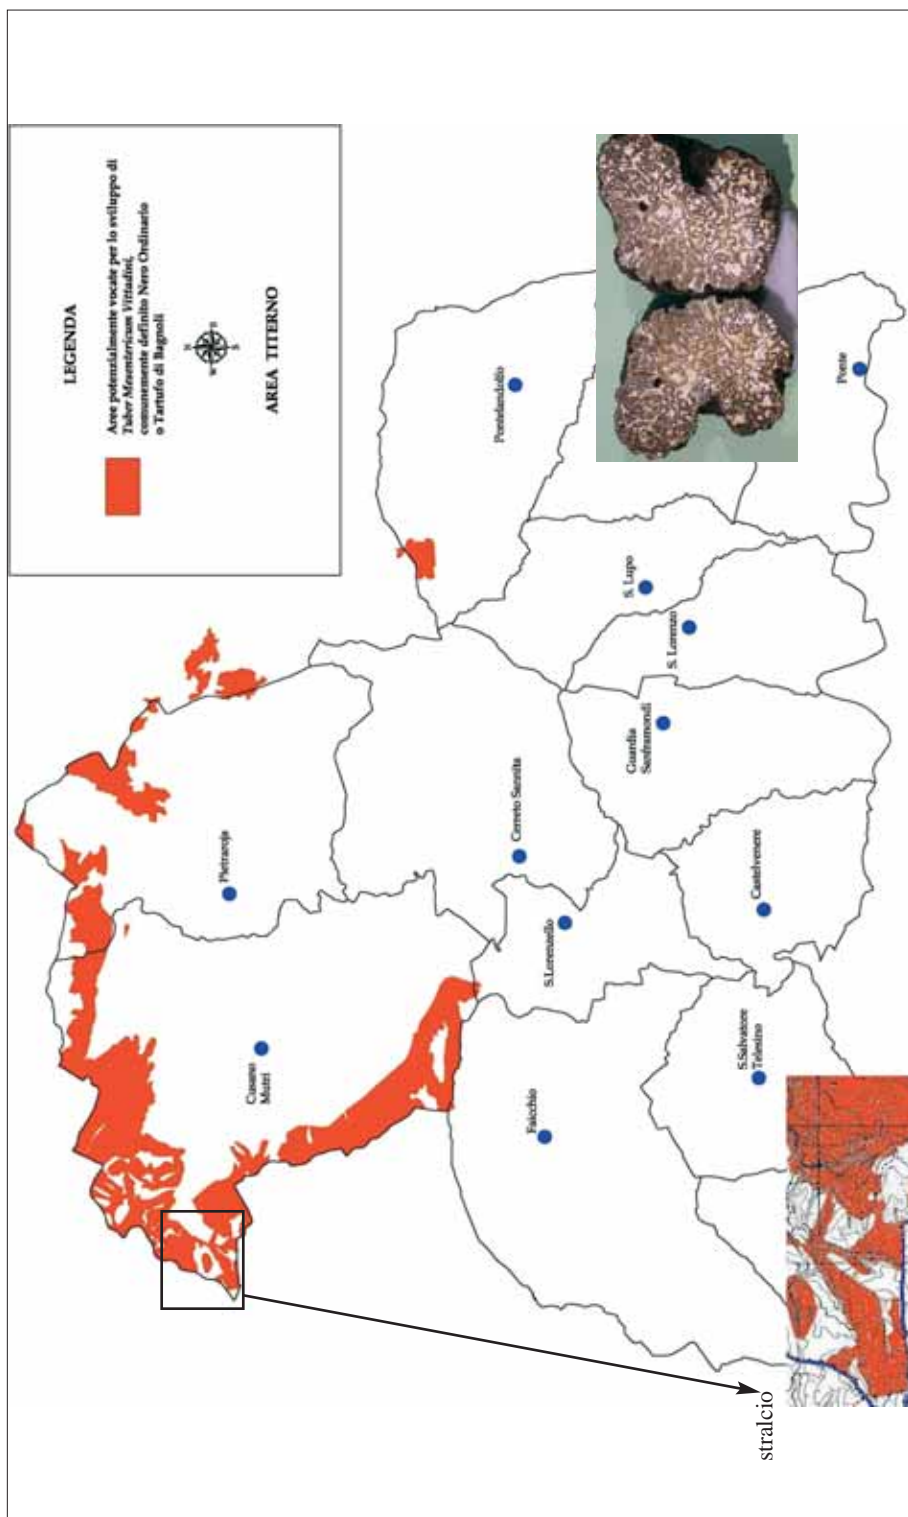 LEGENDA
Aree potenzialmente vocate per lo sviluppo di
Tuber Mesentericum Vittadini,
comunemente definito Nero Ordinario
o Tartufo di Bagnoli
N
W E
S
AREA TITERNO
Pietraroja
Cusano
Mutri
Pontelandolfo
Cerreto Sannita
Faicchio
S.Lorenzello
S. Lupo
Guardia
Sanframondi
S. Lorenzo
S.Salvatore
Telesino
Castelvenere
Ponte
stralcio